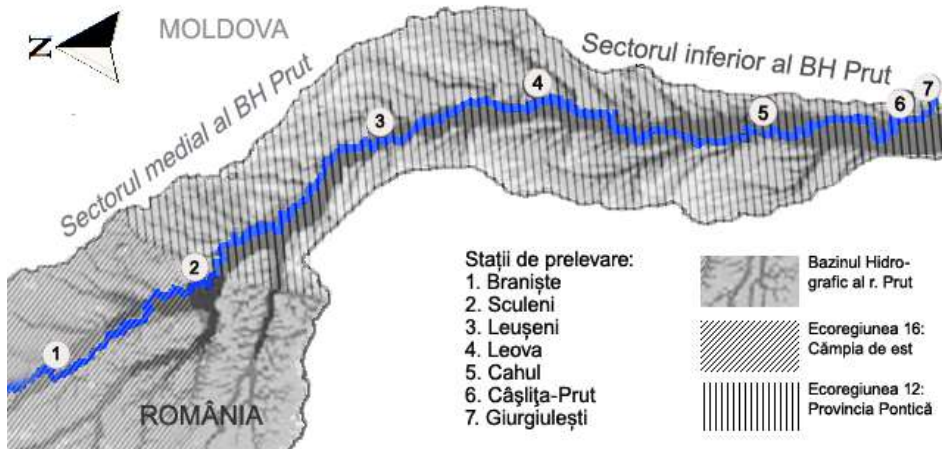 N
MOLDOVA
Sectorul medial al BH Prut
Sectorul inferior al BH Prut
1
2
3
4
5
6
7
ROMÂNIA
Stații de prelevare:
1. Braniște
2. Sculeni
3. Leușeni
4. Leova
5. Cahul
6. Câşliţa-Prut
7. Giurgiulești
Bazinul Hidro-
grafic al r. Prut
Ecoregiunea 16:
Cămpia de est
Ecoregiunea 12:
Provincia Pontică